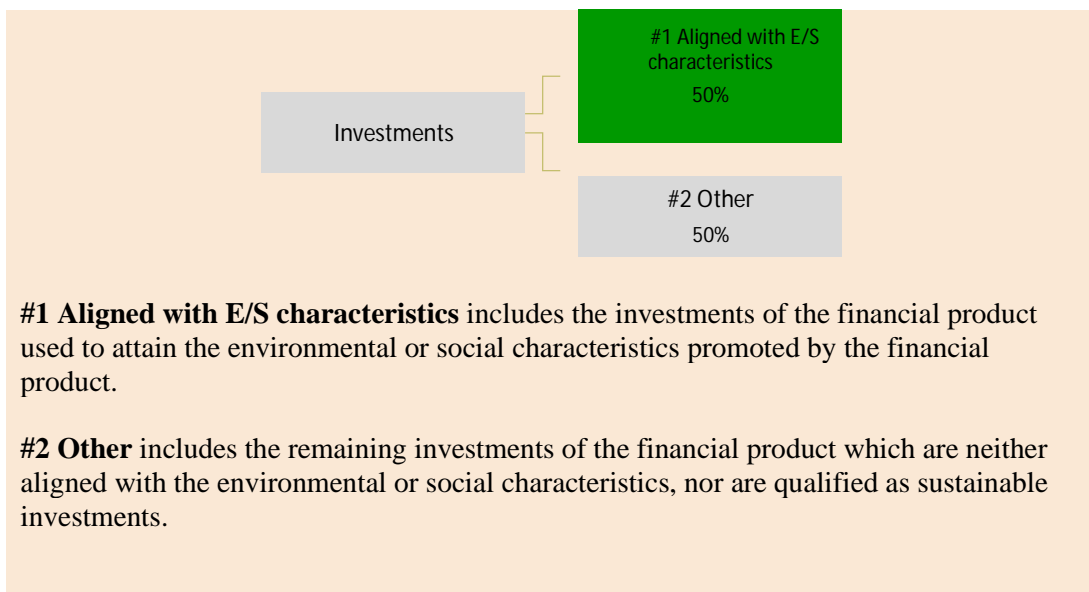 #1 Aligned with E/S
characteristics
50%
Investments
#2 Other
50%
#1 Aligned with E/S characteristics includes the investments of the financial product
used to attain the environmental or social characteristics promoted by the financial
product.
#2 Other includes the remaining investments of the financial product which are neither
aligned with the environmental or social characteristics, nor are qualified as sustainable
investments.